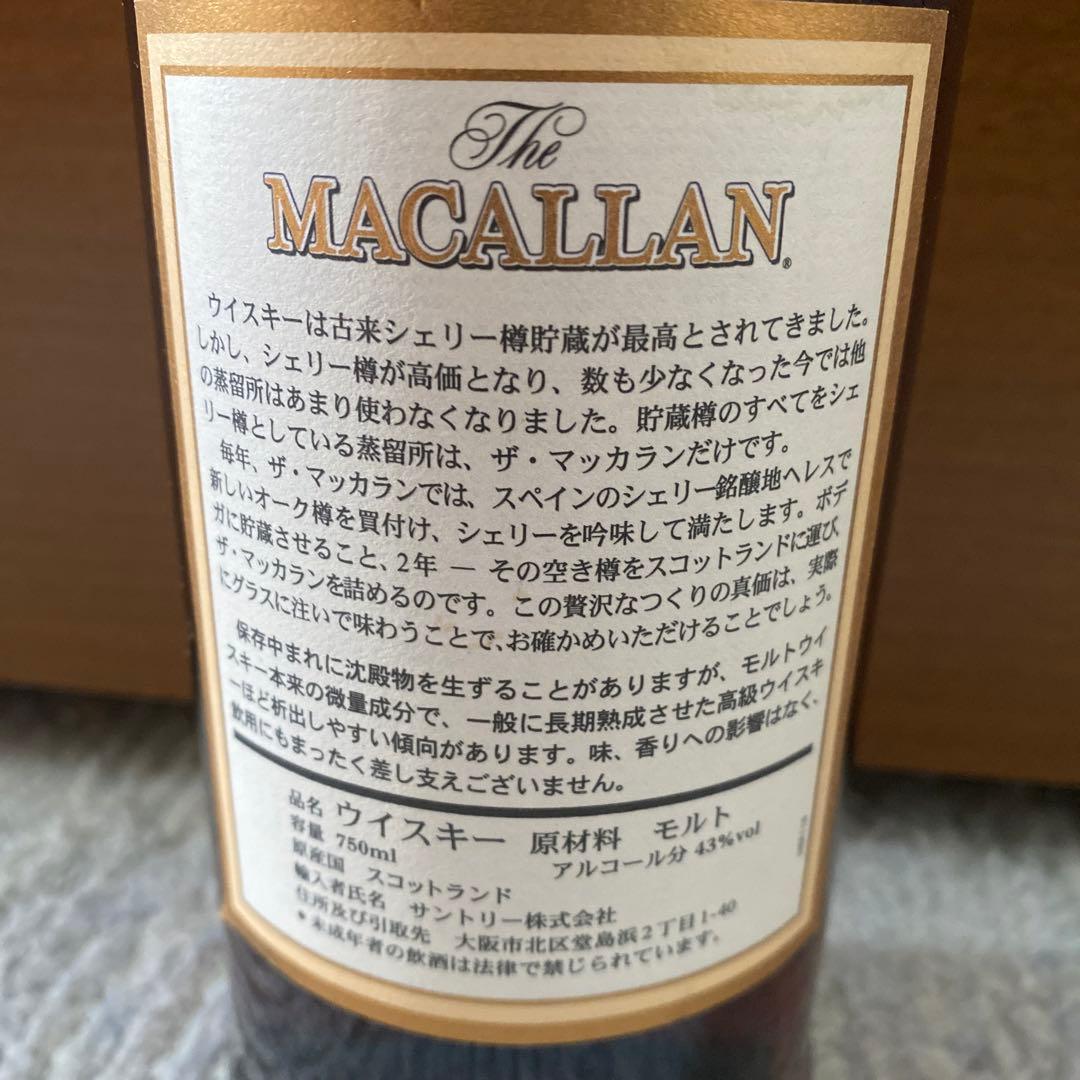 The
MACALLAN®
ウイスキーは古来シェリー樽貯蔵が最高とされてきました。
しかし、シェリー樽が高価となり、数も少なくなった今では他
の蒸留所はあまり使わなくなりました。貯蔵樽のすべてをシェ
リー樽としている蒸留所は、ザ・マッカランだけです。
毎年、ザ・マッカランでは、スペインのシェリー銘醸地ヘレスで
新しいオーク樽を買付け、シェリーを吟味して満たします。ボデ
ガに貯蔵させること、2年 — その空き樽をスコットランドに運び、
ザ・マッカランを詰めるのです。この贅沢なつくりの真価は、実際
にグラスに注いで味わうことで、お確かめいただけることでしょう。
保存中まれに沈殿物を生ずることがありますが、モルトウイ
スキー本来の微量成分で、一般に長期熟成させた高級ウイスキ
ーほど析出しやすい傾向があります。味、香りへの影響はなく、
飲用にもまったく差し支えございません。
品名 ウイスキー 原材料 モルト
容量 750ml アルコール分 43%vol
原産国 スコットランド
輸入者氏名 サントリー株式会社
住所及び引取先 大阪市北区堂島浜2丁目1-40
*未成年者の飲酒は法律で禁じられています。